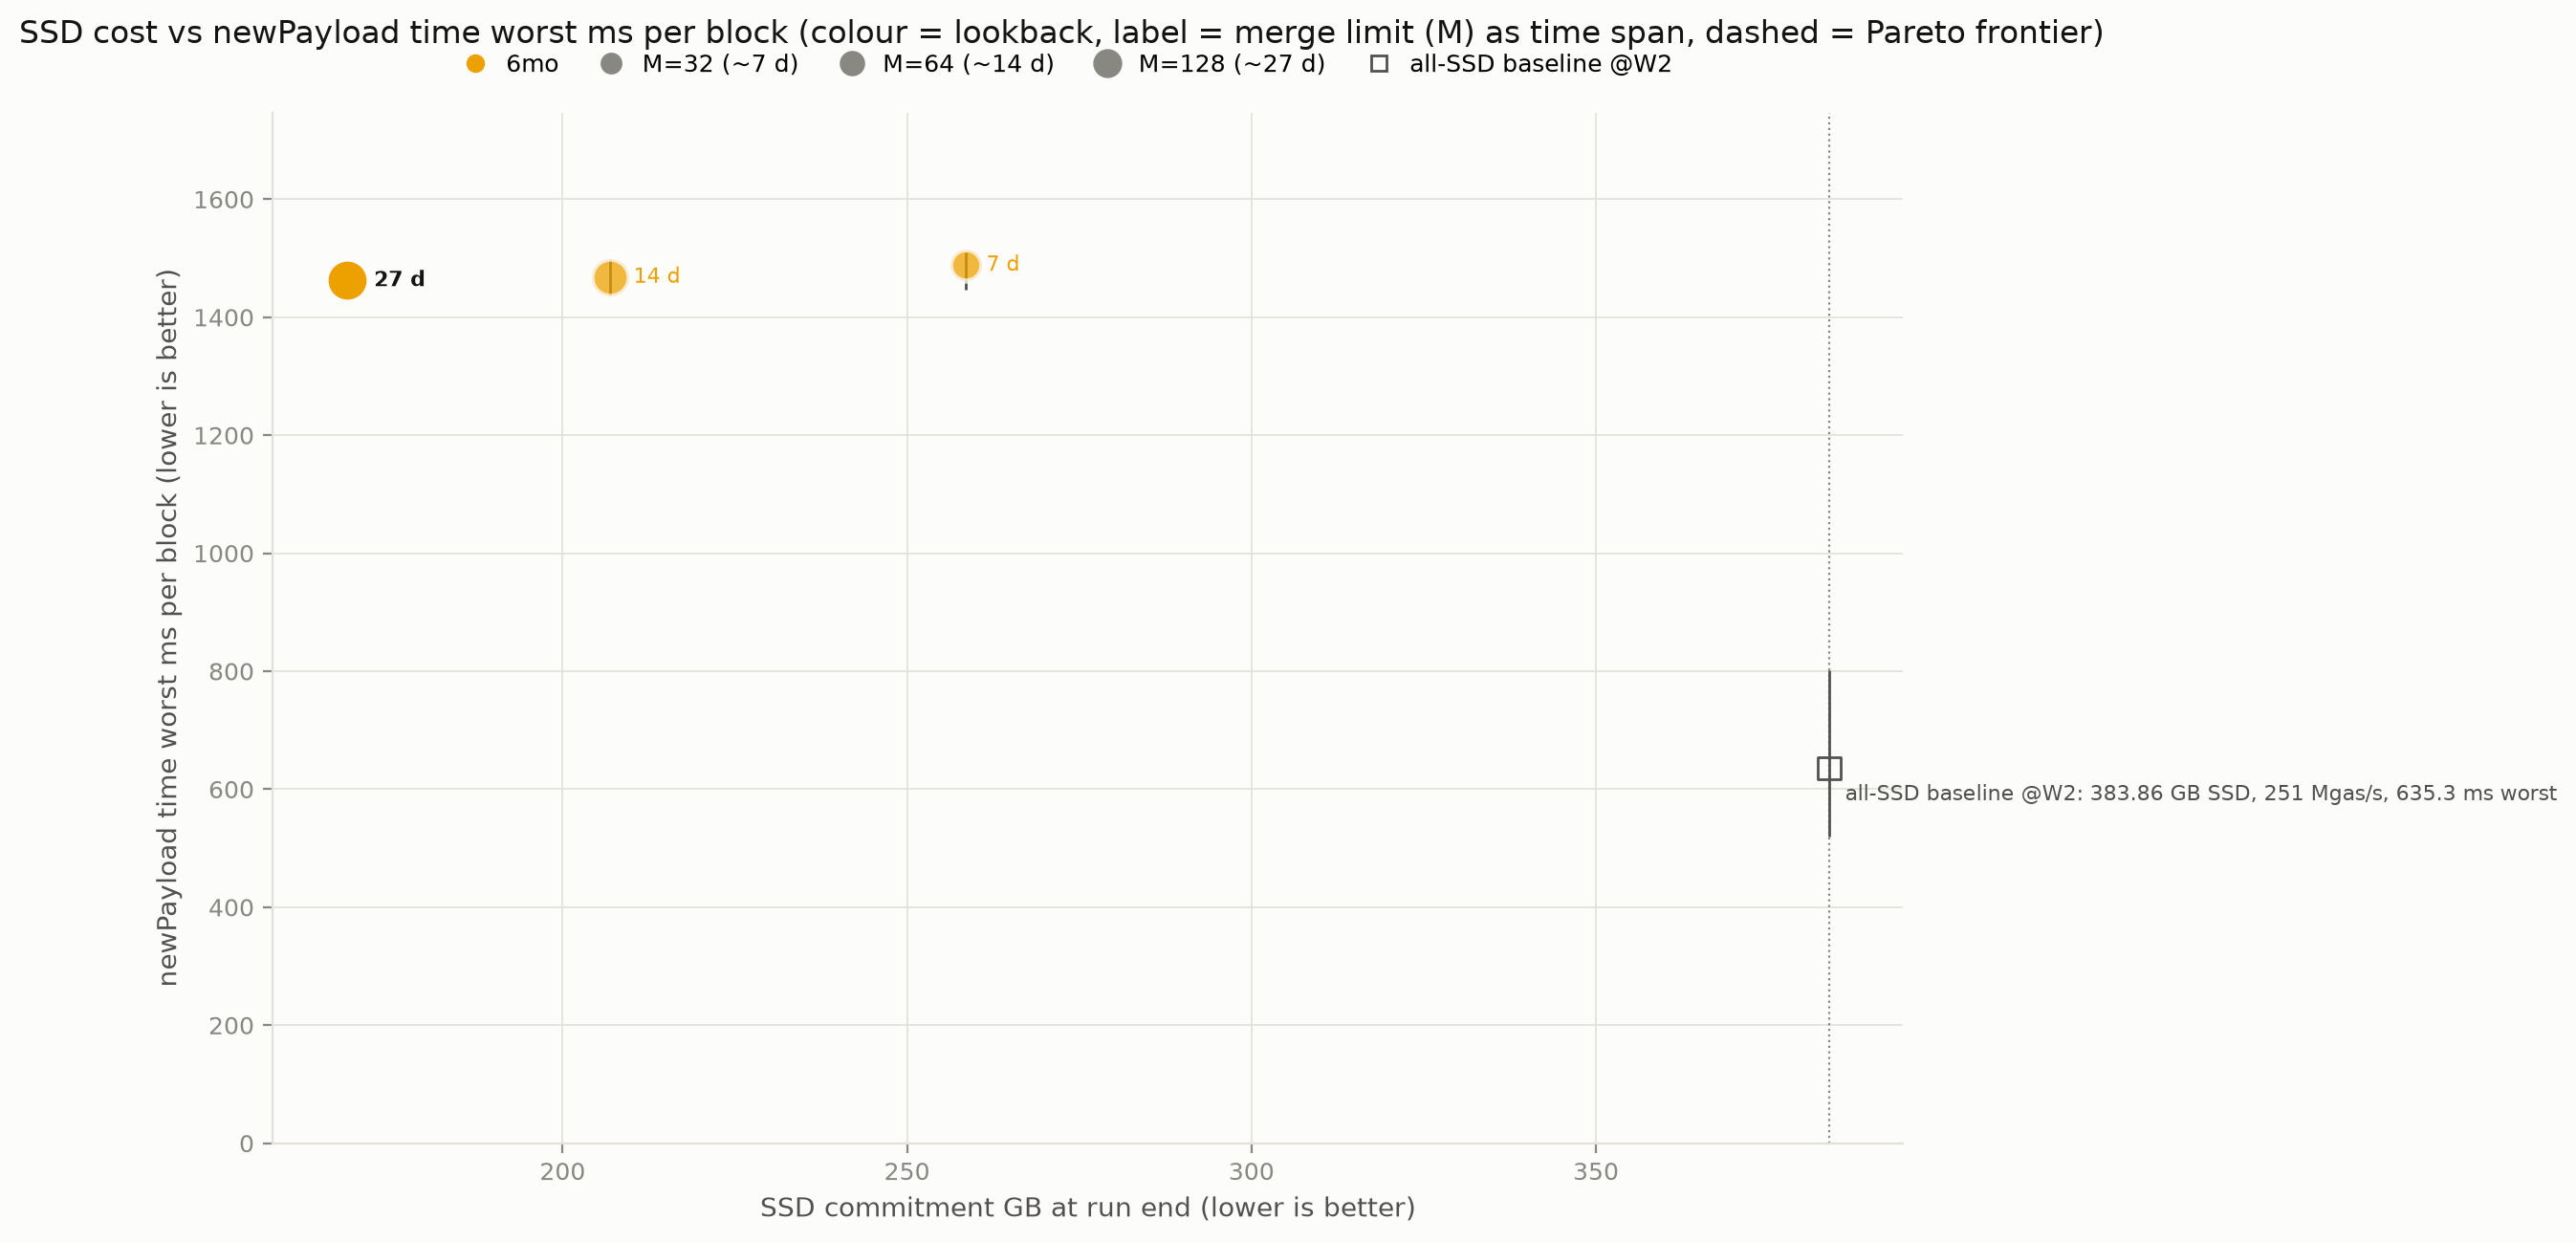 SSD cost vs newPayload time worst ms per block (colour = lookback, label = merge limit (M) as time span, dashed = Pareto frontier)
6mo
M=32 (~7 d)
M=64 (~14 d)
M=128 (~27 d)
all-SSD baseline @W2
newPayload time worst ms per block (lower is better)
1600
1400
1200
1000
800
600
400
200
0
27 d
14 d
7 d
all-SSD baseline @W2: 383.86 GB SSD, 251 Mgas/s, 635.3 ms worst
200
250
300
350
SSD commitment GB at run end (lower is better)